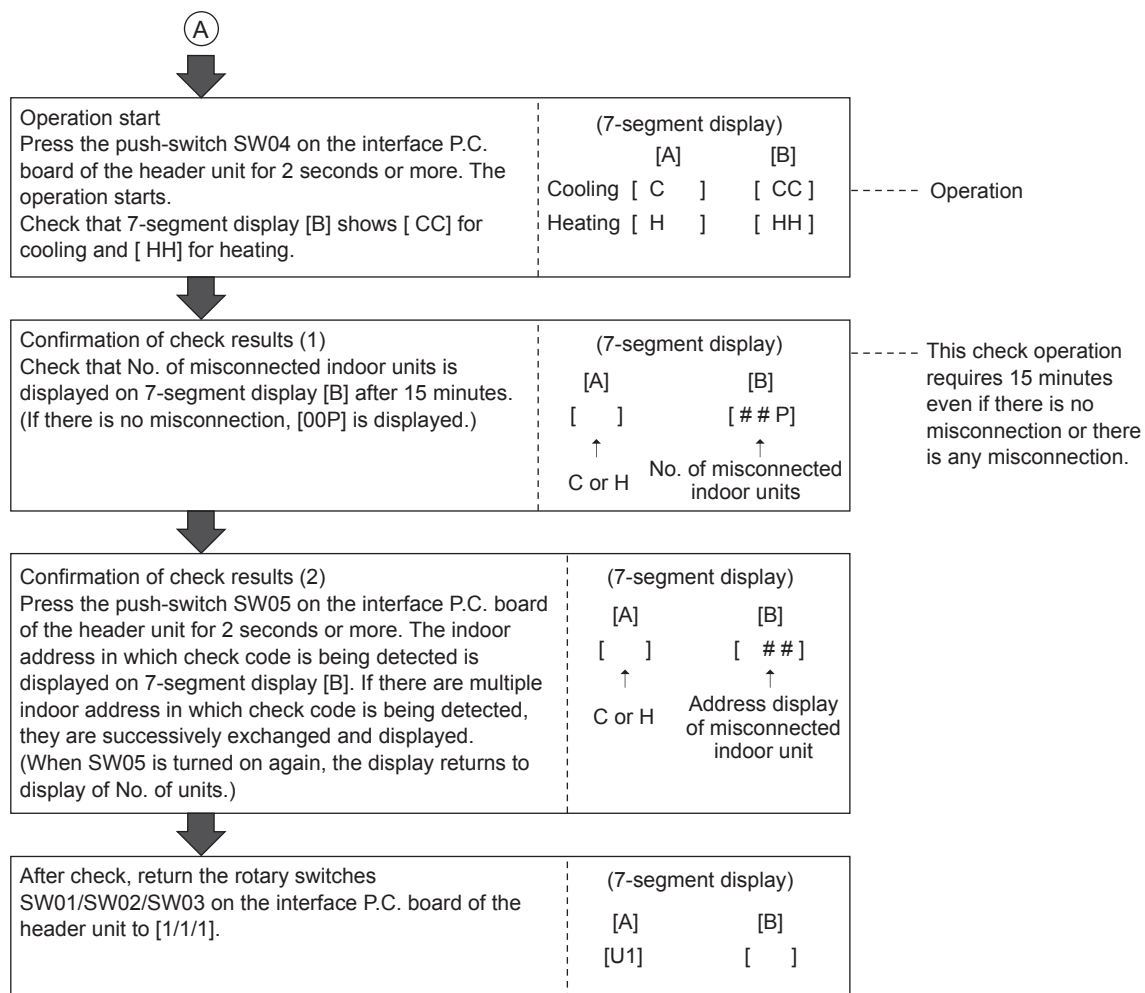 A
Operation start
Press the push-switch SW04 on the interface P.C.
board of the header unit for 2 seconds or more. The
operation starts.
Check that 7-segment display [B] shows [ CC] for
cooling and [ HH] for heating.
(7-segment display)
[A] [B]
Cooling [ C ] [ CC ]
Heating [ H ] [ HH ]
Operation
Confirmation of check results (1)
Check that No. of misconnected indoor units is
displayed on 7-segment display [B] after 15 minutes.
(If there is no misconnection, [00P] is displayed.)
(7-segment display)
[A] [B]
[ ] [ # # P]
↑ ↑
C or H
No. of misconnected
indoor units
This check operation
requires 15 minutes
even if there is no
misconnection or there
is any misconnection.
Confirmation of check results (2)
Press the push-switch SW05 on the interface P.C. board
of the header unit for 2 seconds or more. The indoor
address in which check code is being detected is
displayed on 7-segment display [B]. If there are multiple
indoor address in which check code is being detected,
they are successively exchanged and displayed.
(When SW05 is turned on again, the display returns to
display of No. of units.)
(7-segment display)
[A] [B]
[ ] [ # # ]
↑ ↑
C or H
Address display
of misconnected
indoor unit
After check, return the rotary switches
SW01/SW02/SW03 on the interface P.C. board of the
header unit to [1/1/1].
(7-segment display)
[A] [B]
[U1] [ ]